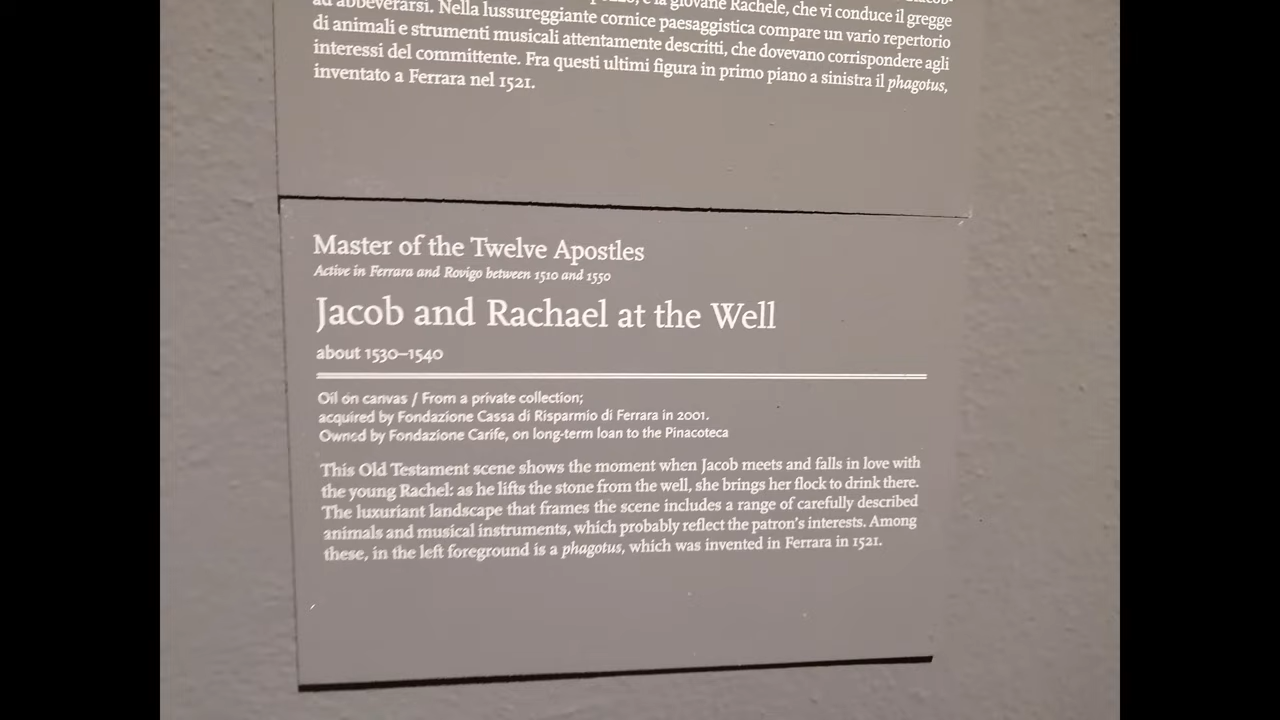 ad abbeverarsi. Nella lussureggiante cornice paesaggistica compare un vario repertorio
di animali e strumenti musicali attentamente descritti, che dovevano corrispondere agli
interessi del committente. Fra questi ultimi figura in primo piano a sinistra il phagotus,
inventato a Ferrara nel 1521.
giovane Rachele, che vi conduce il gregge
Master of the Twelve Apostles
Active in Ferrara and Rovigo between 1510 and 1550
Jacob and Rachael at the Well
about 1530–1540
Oil on canvas / From a private collection;
acquired by Fondazione Cassa di Risparmio di Ferrara in 2001.
Owned by Fondazione Carife, on long-term loan to the Pinacoteca
This Old Testament scene shows the moment when Jacob meets and falls in love with
the young Rachel: as he lifts the stone from the well, she brings her flock to drink there.
The luxuriant landscape that frames the scene includes a range of carefully described
animals and musical instruments, which probably reflect the patron's interests. Among
these, in the left foreground is a phagotus, which was invented in Ferrara in 1521.